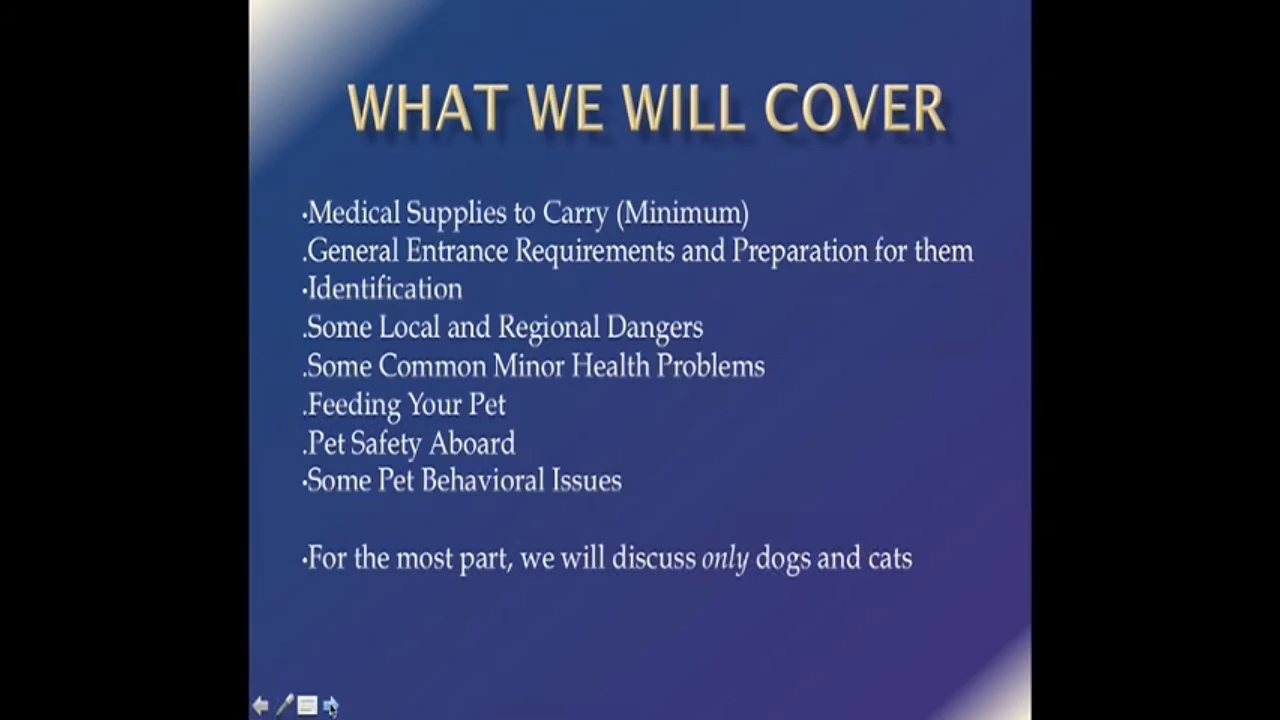 WHAT WE WILL COVER
·Medical Supplies to Carry (Minimum)
.General Entrance Requirements and Preparation for them
·Identification
.Some Local and Regional Dangers
.Some Common Minor Health Problems
.Feeding Your Pet
.Pet Safety Aboard
·Some Pet Behavioral Issues
·For the most part, we will discuss only dogs and cats